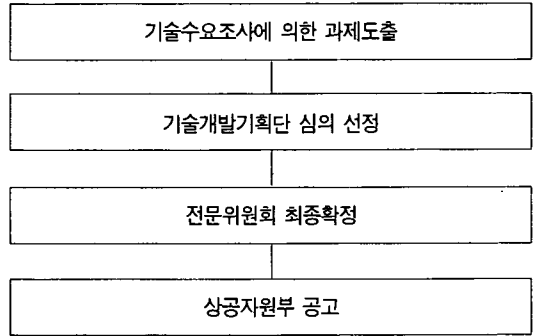 기술수요조사에 의한 과제도출
기술개발기획단 심의 선정
전문위원회 최종확정
상공자원부 공고